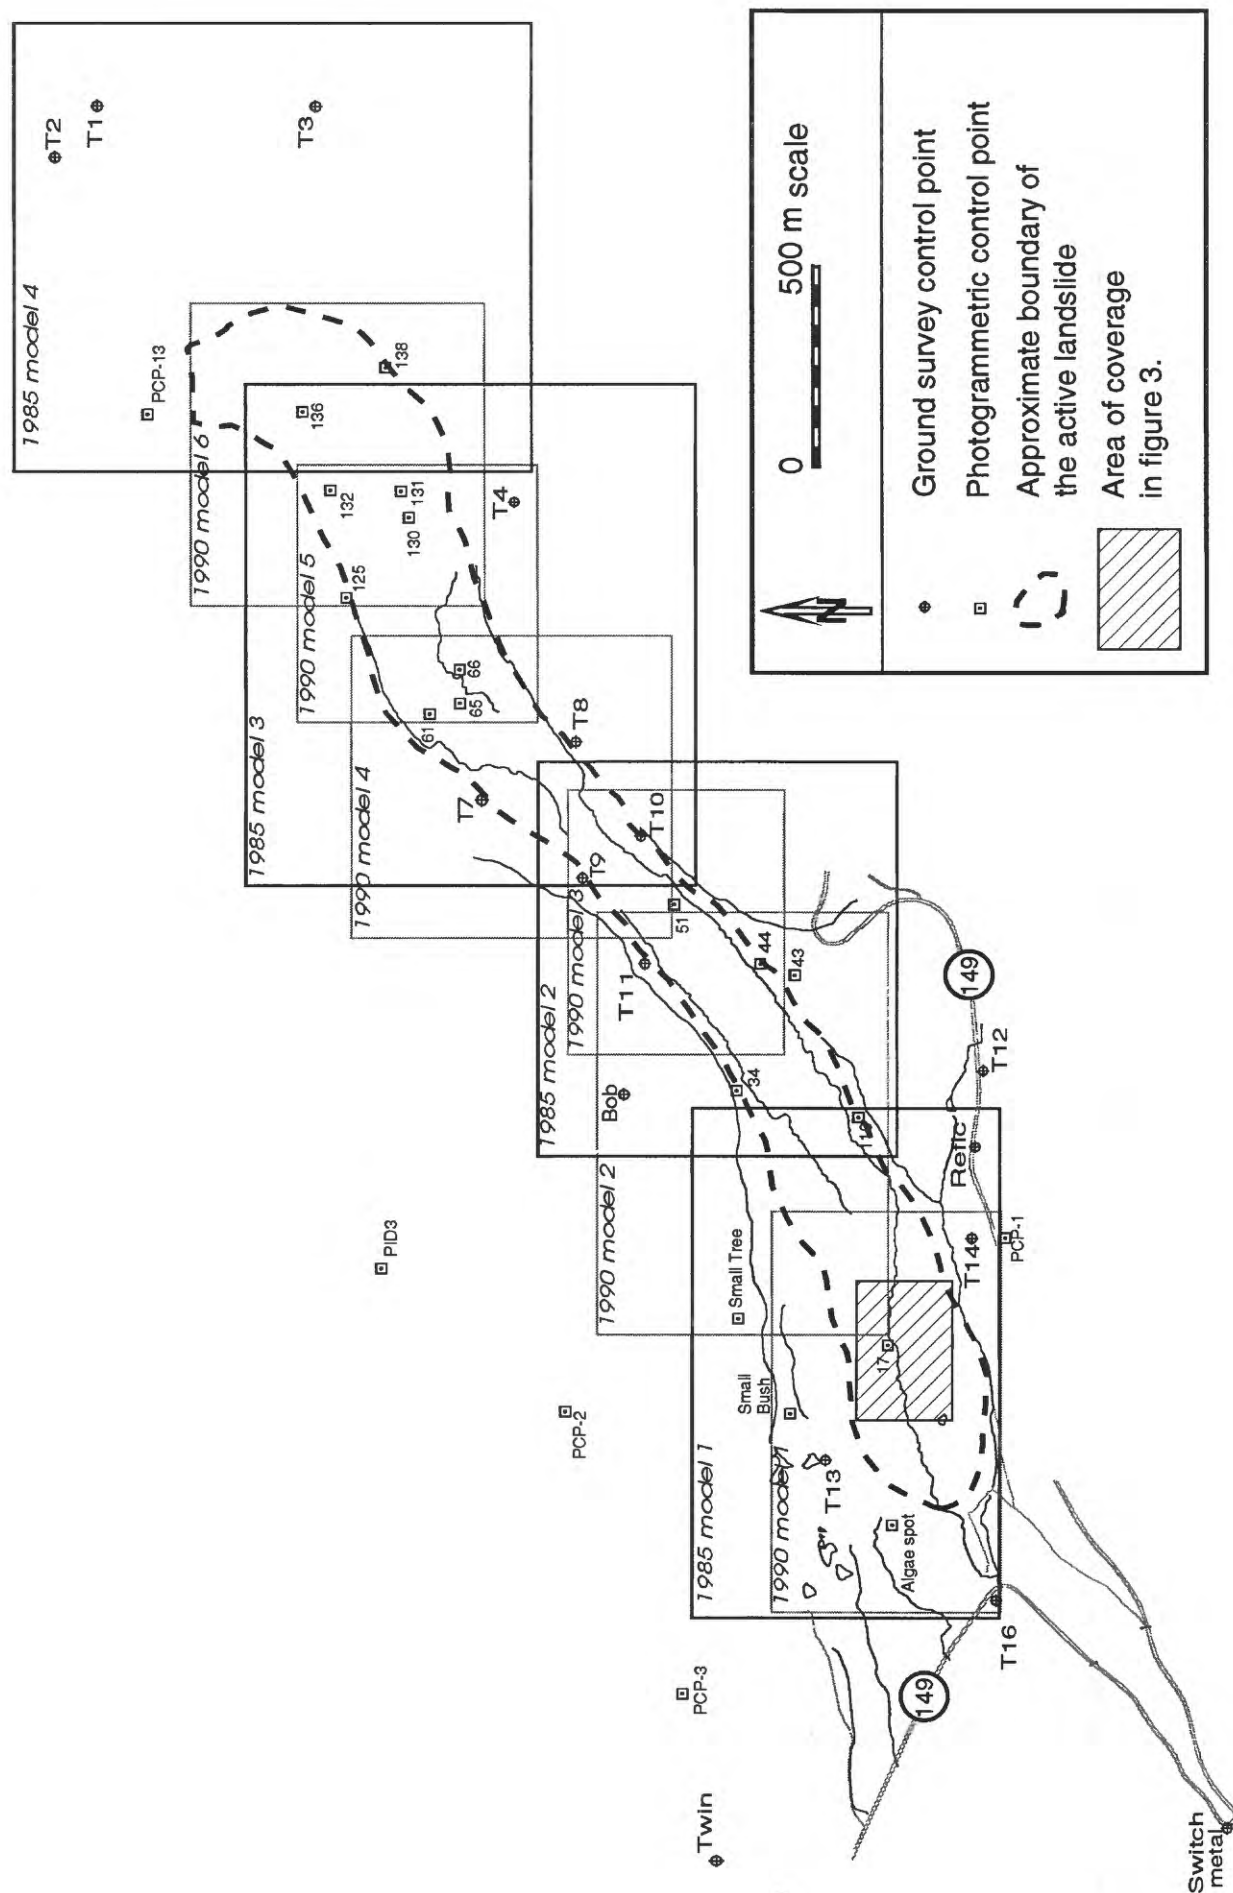 1985 model 4
T2
T1
T3
PCP-13
1990 model 6
138
136
1985 model 3
1990 model 5
132
131
130
T4
125
1990 model 4
66
65
61
T8
T7
1985 model 2
1990 model 3
T10
T9
51
T11
44
43
149
T12
Bob
34
1990 model 2
Reflc
PID3
Small Tree
T14
PCP-1
1985 model 1
1990 model 1
17
Small
Bush
PCP-2
T13
Algae spot
T16
PCP-3
149
Twin
Switch
metal
N
0 500 m scale
Ground survey control point
Photogrammetric control point
Approximate boundary of
the active landslide
Area of coverage
in figure 3.